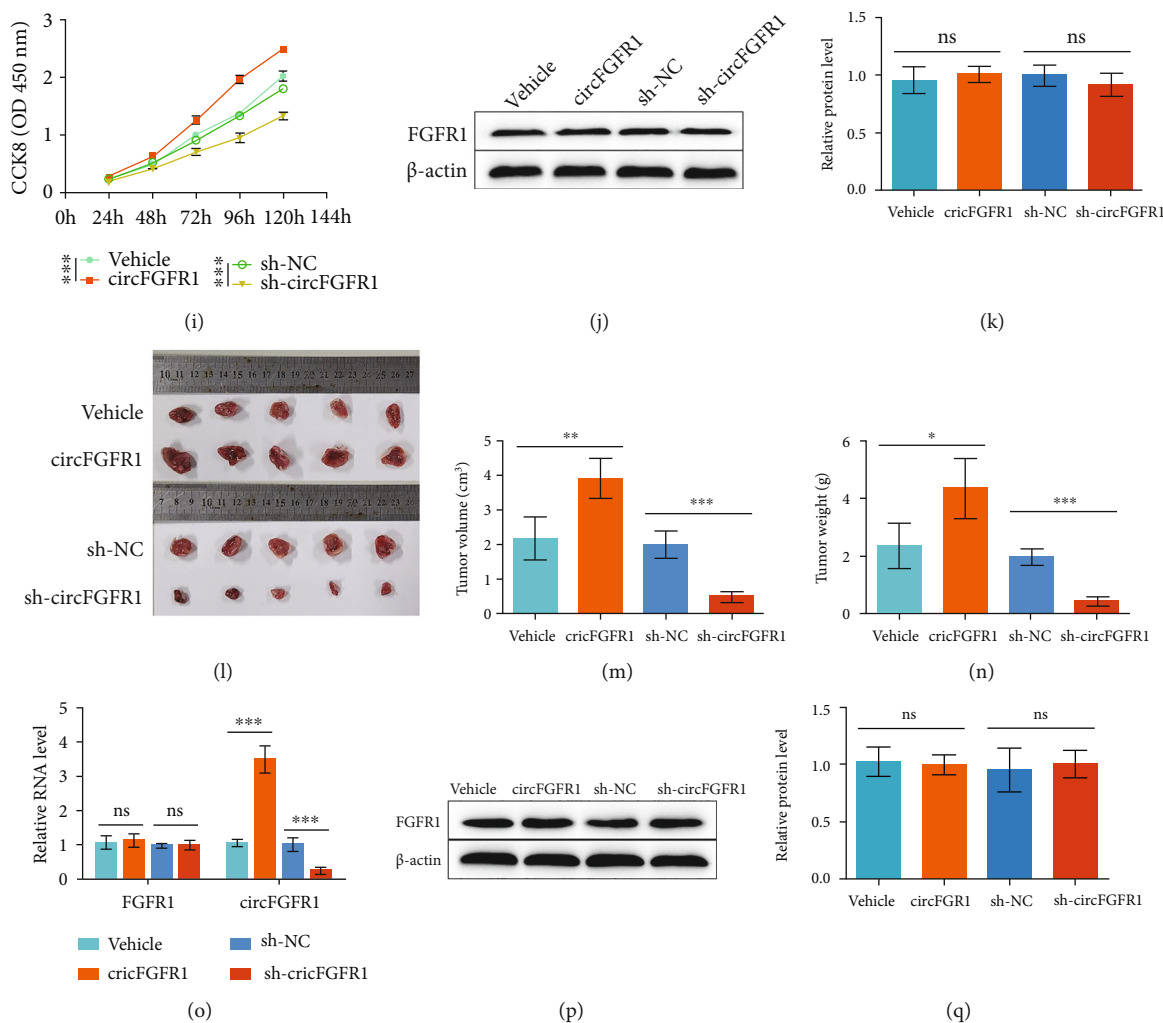 3
2
1
0
CCK8 (OD 450 nm)
0h 24h 48h 72h 96h 120h 144h
*** Vehicle
circFGFR1
*** sh-NC
sh-circFGFR1
(i)
Vehicle circFGFR1 sh-NC sh-circFGFR1
FGFR1
β-actin
(j)
1.5
1.0
0.5
0.0
Relative protein level
ns ns
Vehicle cricFGFR1 sh-NC sh-circFGFR1
(k)
10 11 12 13 14 15 16 17 18 19 20 21 22 23 24 25 26 27
Vehicle
circFGFR1
7 8 9 10 11 12 13 14 15 16 17 18 19 20 21 22 23 24
sh-NC
sh-circFGFR1
(l)
5
4
3
2
1
0
Tumor volume (cm³)
** ***
Vehicle cricFGFR1 sh-NC sh-circFGFR1
(m)
6
4
2
0
Tumor weight (g)
* ***
Vehicle cricFGFR1 sh-NC sh-circFGFR1
(n)
5
4
3
2
1
0
Relative RNA level
ns ns *** ***
FGFR1 circFGFR1
Vehicle sh-NC
cricFGFR1 sh-cricFGFR1
(o)
Vehicle circFGFR1 sh-NC sh-circFGFR1
FGFR1
β-actin
(p)
1.5
1.0
0.5
0.0
Relative protein level
ns ns
Vehicle circFGR1 sh-NC sh-circFGFR1
(q)